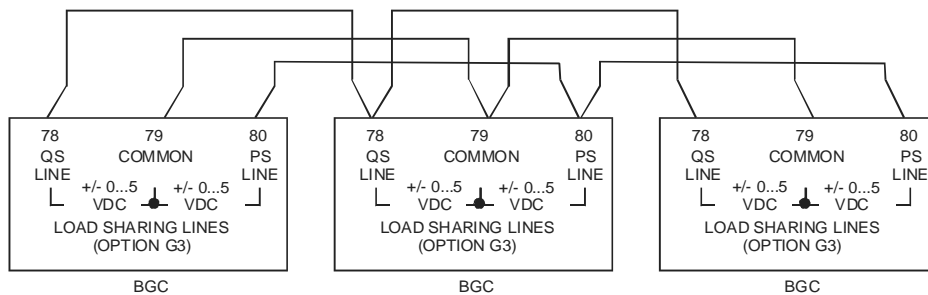 78 79 80
QS COMMON PS
LINE LINE
+/- 0...5 +/- 0...5
VDC VDC
LOAD SHARING LINES
(OPTION G3)
BGC
78 79 80
QS COMMON PS
LINE LINE
+/- 0...5 +/- 0...5
VDC VDC
LOAD SHARING LINES
(OPTION G3)
BGC
78 79 80
QS COMMON PS
LINE LINE
+/- 0...5 +/- 0...5
VDC VDC
LOAD SHARING LINES
(OPTION G3)
BGC